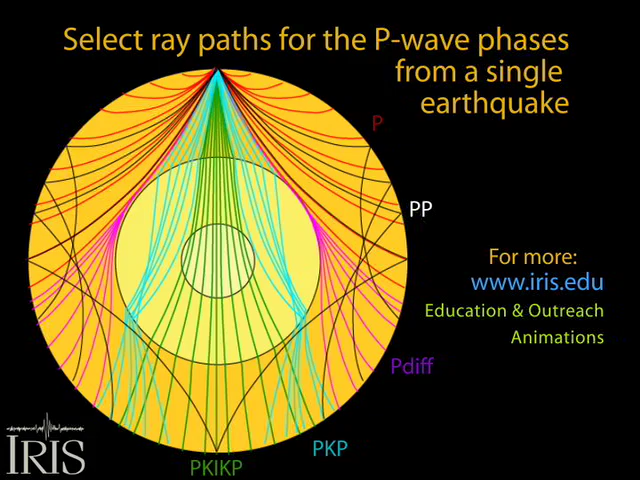 Select ray paths for the P-wave phases
from a single
earthquake
P
PP
For more:
www.iris.edu
Education & Outreach
Animations
Pdiff
PKP
PKIKP
IRIS